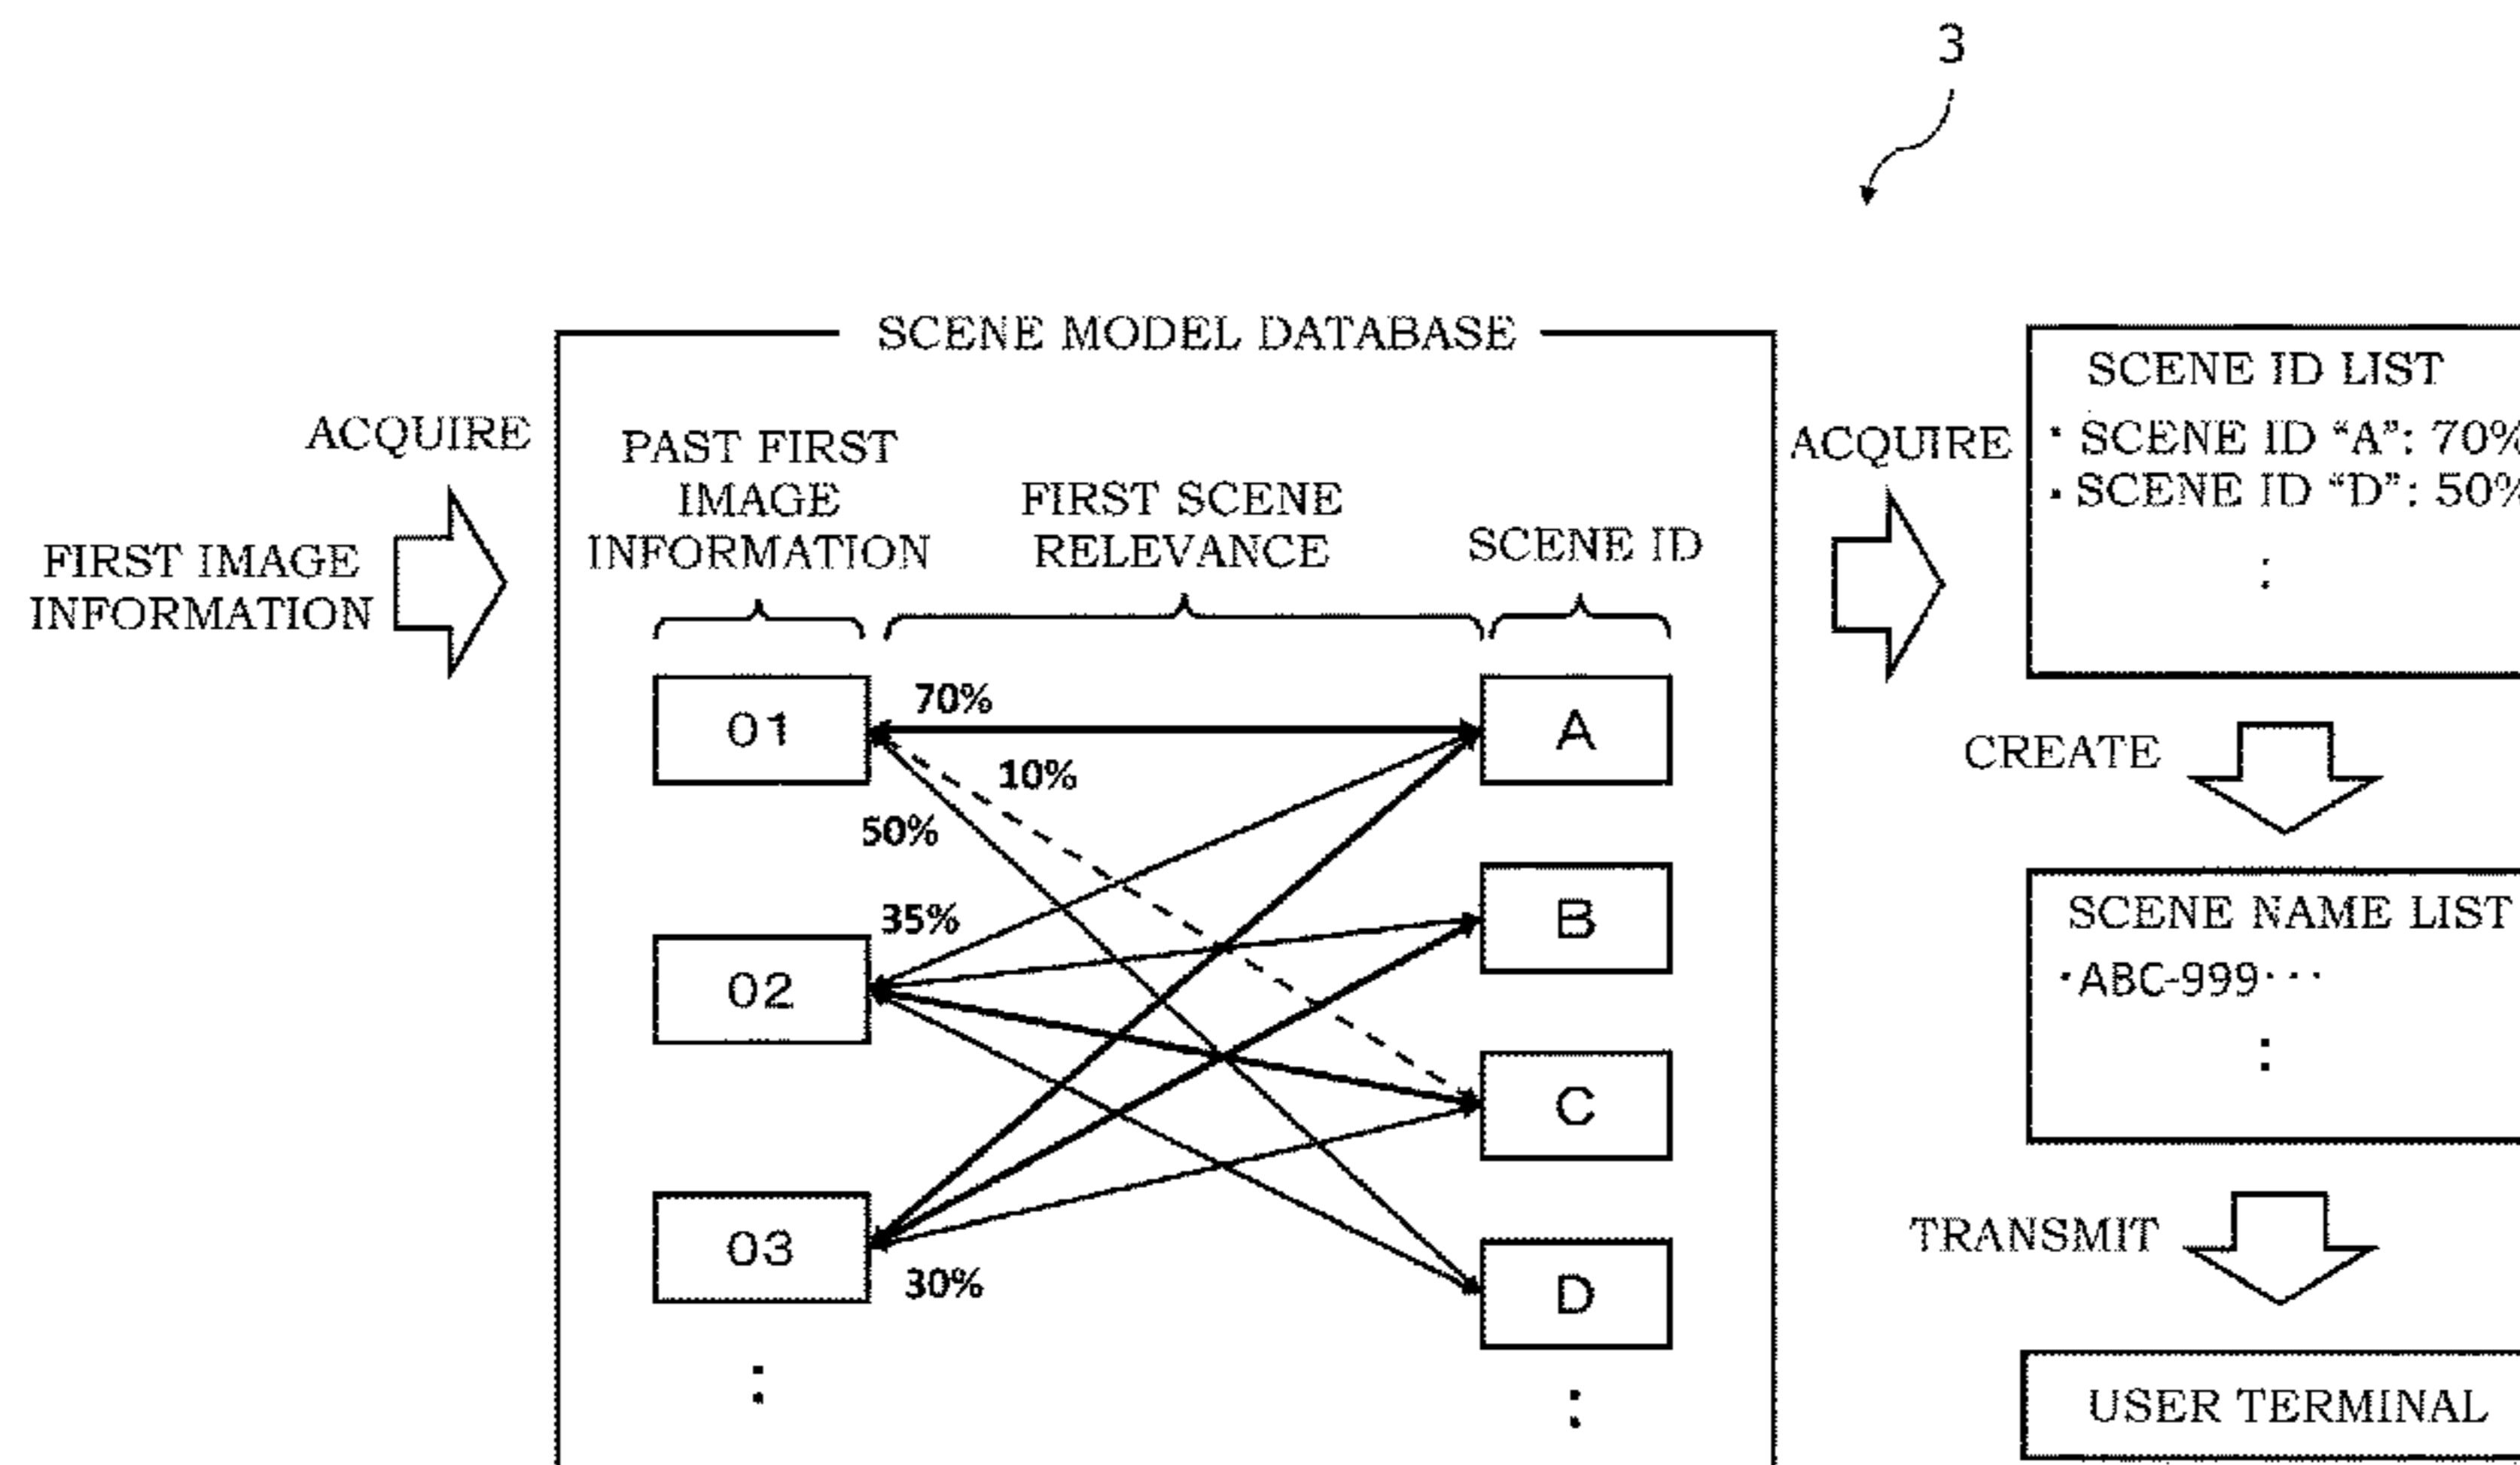 3
SCENE MODEL DATABASE
ACQUIRE
FIRST IMAGE
INFORMATION
PAST FIRST
IMAGE
INFORMATION
FIRST SCENE
RELEVANCE
SCENE ID
01
02
03
:
70%
10%
50%
35%
30%
A
B
C
D
:
ACQUIRE
SCENE ID LIST
・SCENE ID “A”: 70%
・SCENE ID “D”: 50%
:
CREATE
SCENE NAME LIST
・ABC-999・・・
:
TRANSMIT
USER TERMINAL